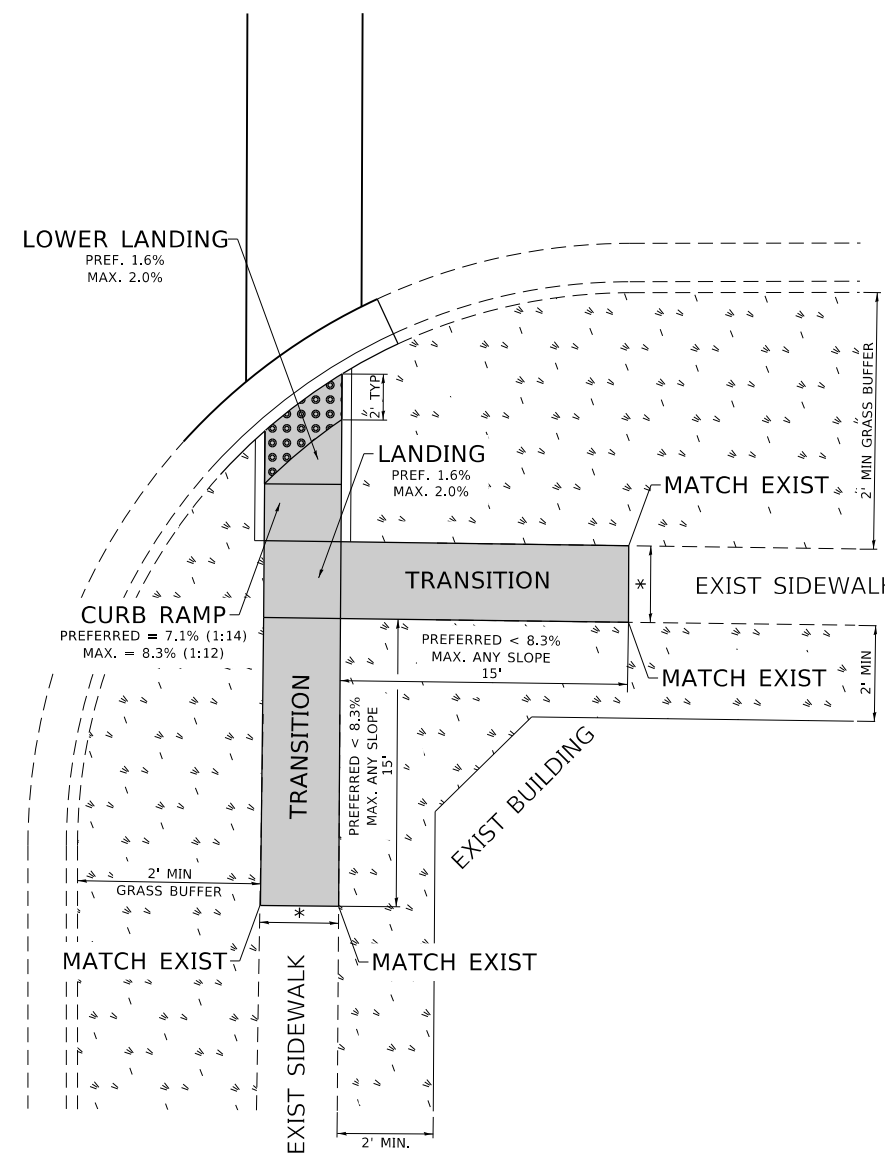 LOWER LANDING
PREF. 1.6%
MAX. 2.0%
2' TYP
LANDING
PREF. 1.6%
MAX. 2.0%
2' MIN GRASS BUFFER
MATCH EXIST
TRANSITION
*
EXIST SIDEWALK
CURB RAMP
PREFERRED = 7.1% (1:14)
MAX. = 8.3% (1:12)
PREFERRED < 8.3%
MAX. ANY SLOPE
15'
MATCH EXIST
2' MIN
TRANSITION
PREFERRED < 8.3%
MAX. ANY SLOPE
15'
EXIST BUILDING
2' MIN
GRASS BUFFER
*
MATCH EXIST
MATCH EXIST
EXIST SIDEWALK
2' MIN.